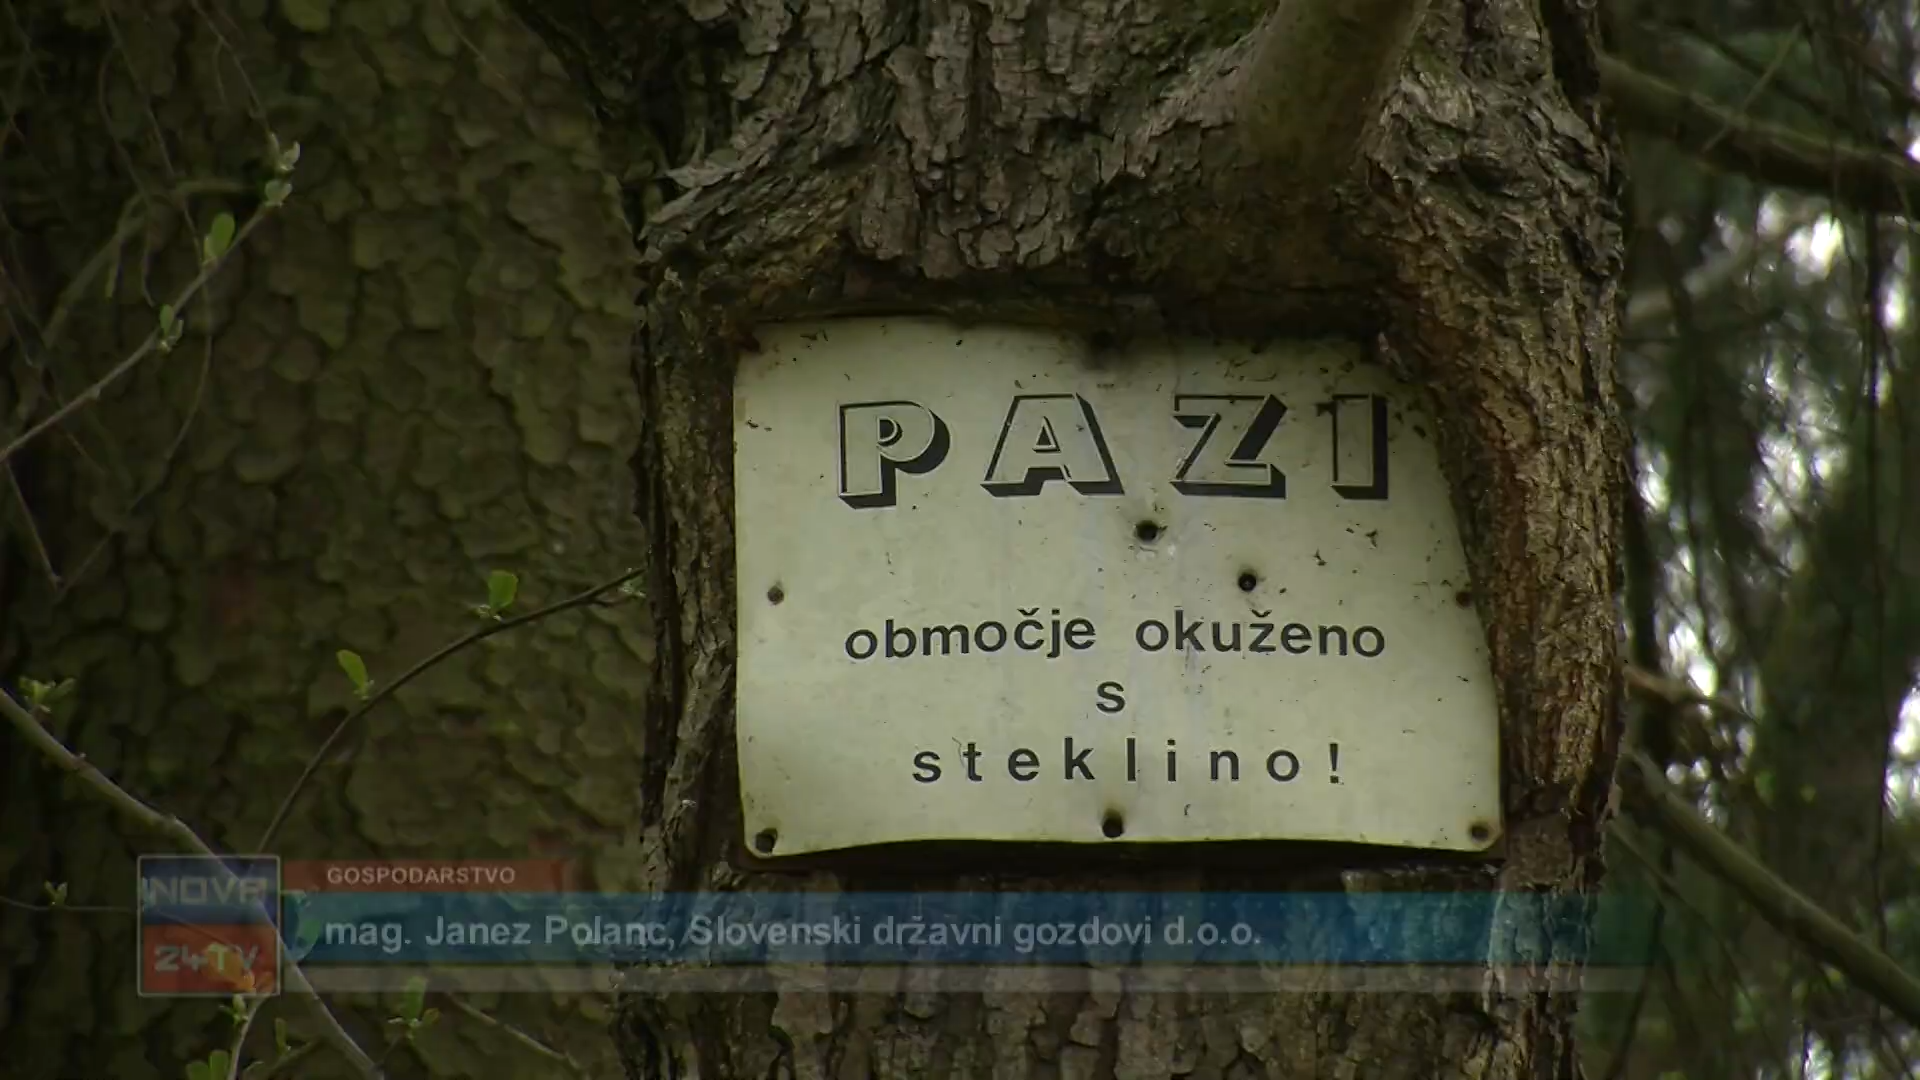 PAZI
območje okuženo
s
steklino!
GOSPODARSTVO
NOVA
24TV
mag. Janez Polanc, Slovenski državni gozdovi d.o.o.